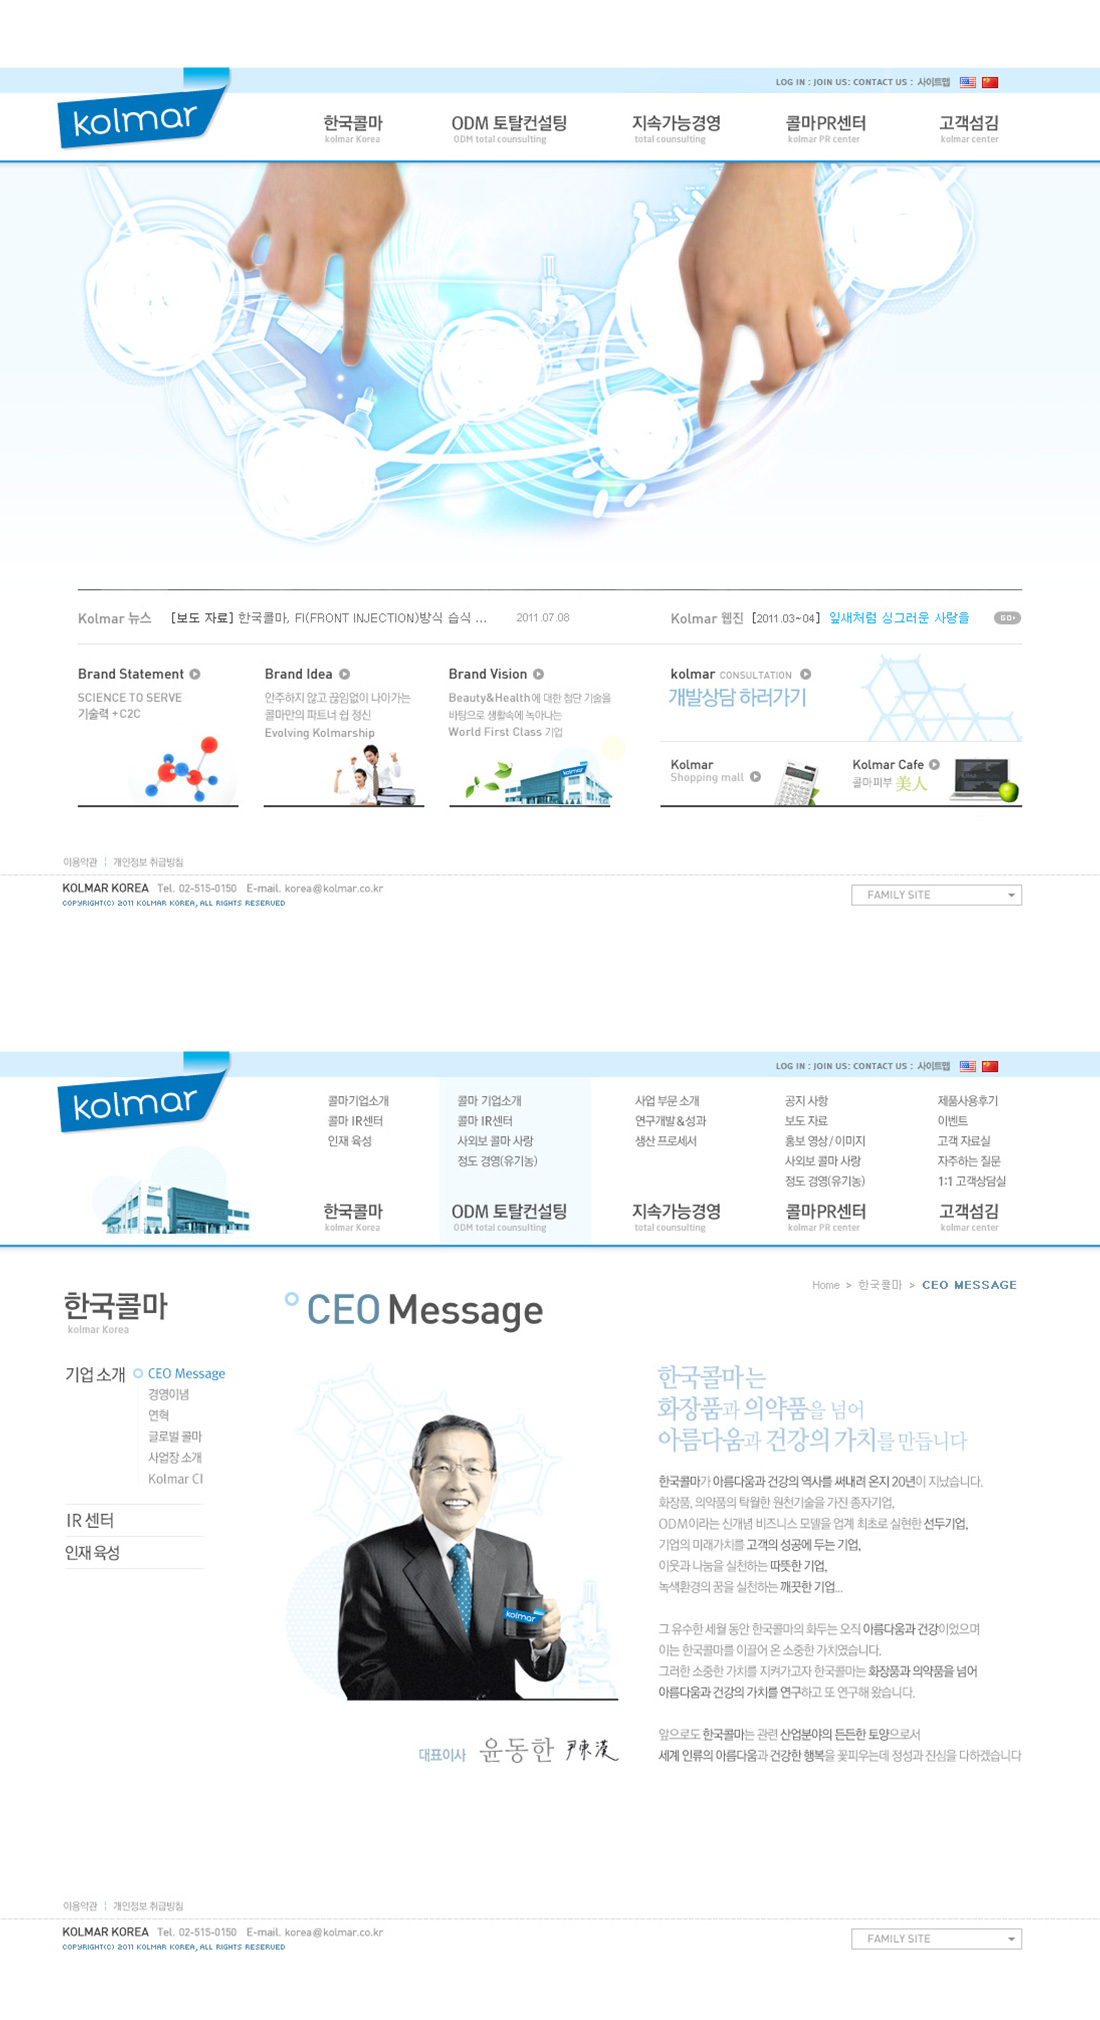 LOG IN : JOIN US: CONTACT US : 사이트맵
kolmar
한국콜마 ODM 토탈컨설팅 지속가능경영 콜마PR센터 고객섬김
kolmar Korea ODM total counsulting total counsulting kolmar PR center kolmar center
Kolmar 뉴스 [보도 자료] 한국콜마, FI(FRONT INJECTION)방식 습식 ... 2011.07.08
Kolmar 웹진 [2011.03~04] 잎새처럼 싱그러운 사랑을 GO
Brand Statement
SCIENCE TO SERVE
기술력 + C2C
Brand Idea
안주하지 않고 끊임없이 나아가는
콜마만의 파트너 쉽 정신
Evolving Kolmarship
Brand Vision
Beauty&Health에 대한 첨단 기술을
바탕으로 생활속에 녹아나는
World First Class 기업
kolmar
kolmar CONSULTATION
개발상담 하러가기
Kolmar
Shopping mall
Kolmar Cafe
콜마피부 美人
이용약관 | 개인정보 취급방침
KOLMAR KOREA Tel. 02-515-0150 E-mail. korea@kolmar.co.kr
COPYRIGHT(C) 2011 KOLMAR KOREA, ALL RIGHTS RESERVED
FAMILY SITE
LOG IN : JOIN US: CONTACT US : 사이트맵
kolmar
콜마기업소개
콜마 IR센터
인재 육성
콜마 기업소개
콜마 IR센터
사외보 콜마 사랑
정도 경영(유기농)
사업 부문 소개
연구개발&성과
생산 프로세서
공지 사항
보도 자료
홍보 영상/이미지
사외보 콜마 사랑
정도 경영(유기농)
제품사용후기
이벤트
고객 자료실
자주하는 질문
1:1 고객상담실
한국콜마 ODM 토탈컨설팅 지속가능경영 콜마PR센터 고객섬김
kolmar Korea ODM total counsulting total counsulting kolmar PR center kolmar center
Home > 한국콜마 > CEO MESSAGE
한국콜마
kolmar Korea
CEO Message
기업 소개
CEO Message
경영이념
연혁
글로벌 콜마
사업장 소개
Kolmar CI
IR 센터
인재 육성
한국콜마는
화장품과 의약품을 넘어
아름다움과 건강의 가치를 만듭니다
한국콜마가 아름다움과 건강의 역사를 써내려 온지 20년이 지났습니다.
화장품, 의약품의 탁월한 원천기술을 가진 종자기업,
ODM이라는 신개념 비즈니스 모델을 업계 최초로 실현한 선두기업,
기업의 미래가치를 고객의 성공에 두는 기업,
이웃과 나눔을 실천하는 따뜻한 기업,
녹색환경의 꿈을 실천하는 깨끗한 기업...
그 유수한 세월 동안 한국콜마의 화두는 오직 아름다움과 건강이었으며
이는 한국콜마를 이끌어 온 소중한 가치였습니다.
그러한 소중한 가치를 지켜가고자 한국콜마는 화장품과 의약품을 넘어
아름다움과 건강의 가치를 연구하고 또 연구해 왔습니다.
앞으로도 한국콜마는 관련 산업분야의 든든한 토양으로서
세계 인류의 아름다움과 건강한 행복을 꽃피우는데 정성과 진심을 다하겠습니다
kolmar
대표이사 윤동한 尹東漢
이용약관 | 개인정보 취급방침
KOLMAR KOREA Tel. 02-515-0150 E-mail. korea@kolmar.co.kr
COPYRIGHT(C) 2011 KOLMAR KOREA, ALL RIGHTS RESERVED
FAMILY SITE